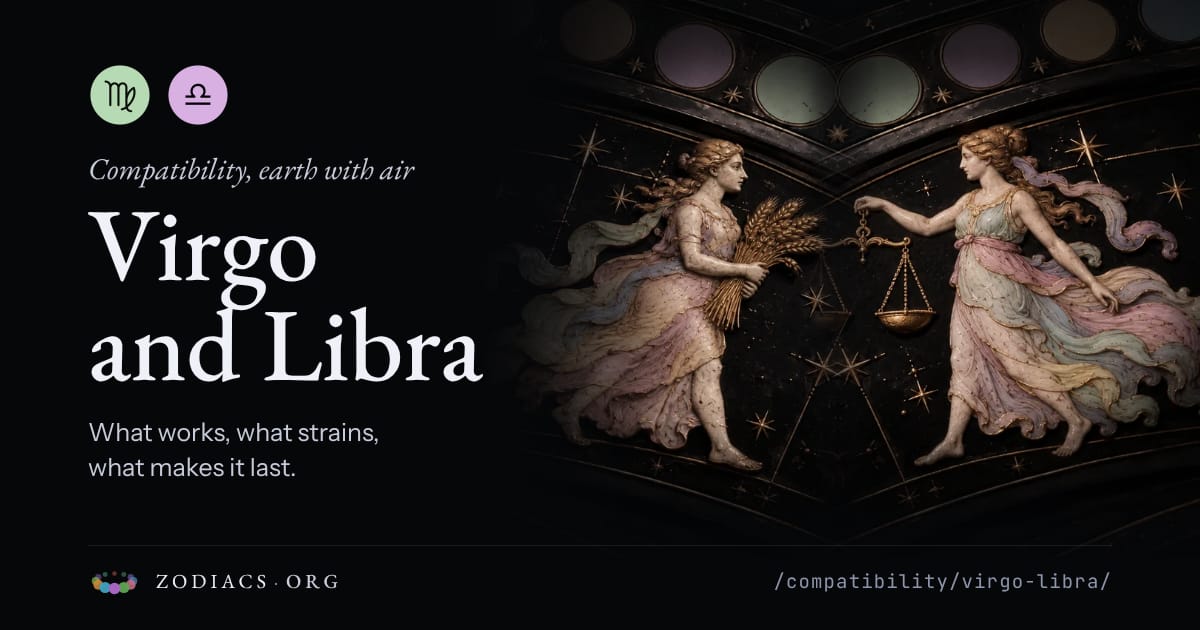 ♍ ♎
Compatibility, earth with air
Virgo
and Libra
What works, what strains,
what makes it last.
ZODIACS · ORG
/compatibility/virgo-libra/